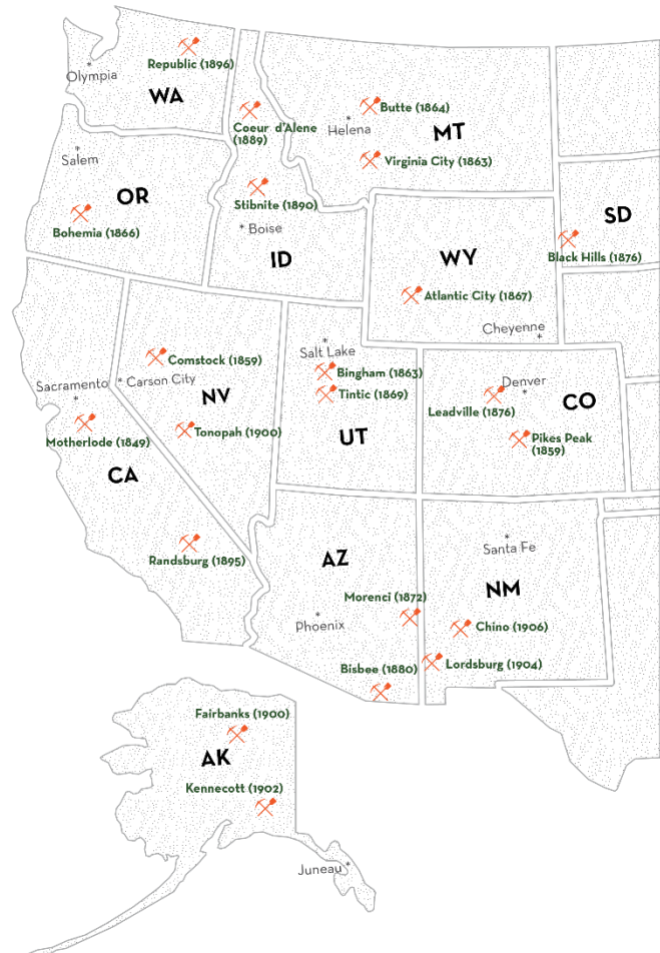 Republic (1896)
Olympia
WA
Coeur d'Alene
(1889)
Butte (1864)
Helena
MT
Virginia City (1863)
Salem
OR
Bohemia (1866)
Stibnite (1890)
Boise
ID
SD
Black Hills (1876)
WY
Atlantic City (1867)
Cheyenne
Comstock (1859)
Salt Lake
Bingham (1863)
Tintic (1869)
Sacramento
Carson City
NV
Denver
Leadville
(1876)
CO
Motherlode (1849)
Tonopah (1900)
UT
Pikes Peak
(1859)
CA
Randsburg (1895)
AZ
Santa Fe
NM
Morenci (1872)
Phoenix
Chino (1906)
Bisbee (1880)
Lordsburg (1904)
Fairbanks (1900)
AK
Kennecott (1902)
Juneau